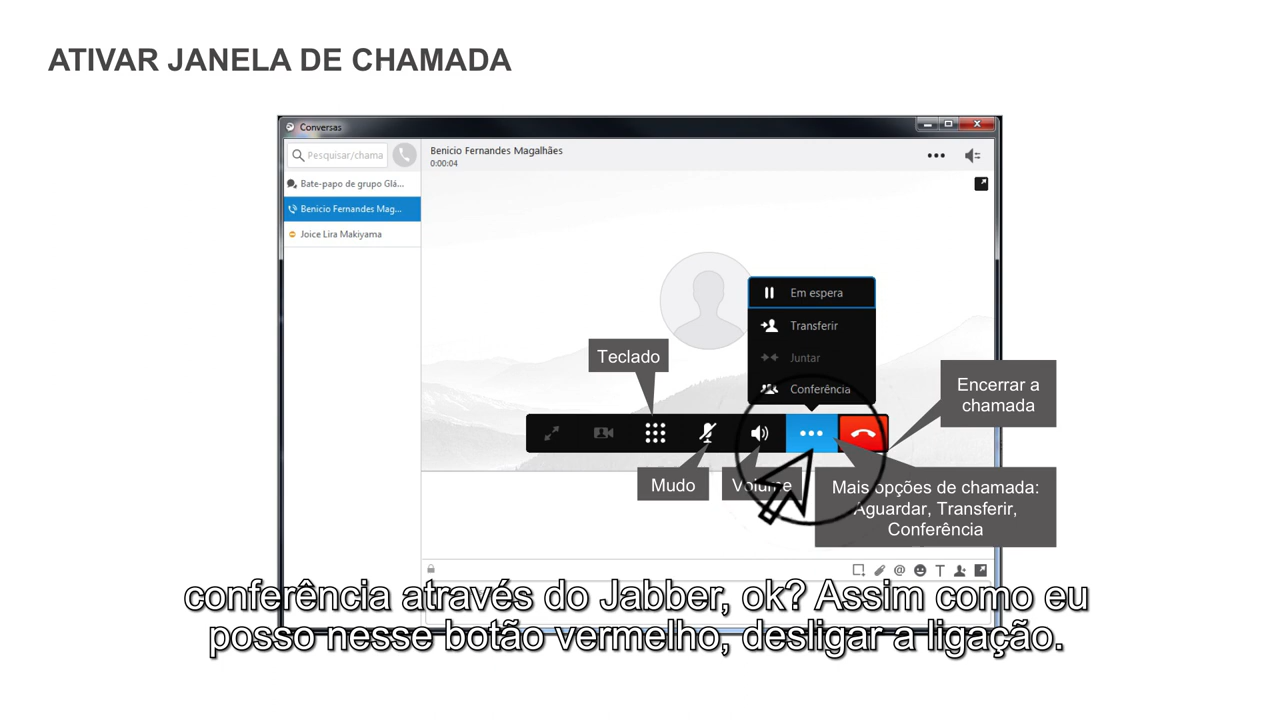 ATIVAR JANELA DE CHAMADA
Conversas
Pesquisar/chama
Benicio Fernandes Magalhães
0:00:04
Bate-papo de grupo Glá...
Benicio Fernandes Mag...
Joice Lira Makiyama
Em espera
Transferir
Juntar
Conferência
Teclado
Encerrar a
chamada
Mudo
Volume
Mais opções de chamada:
Aguardar, Transferir,
Conferência
conferência através do Jabber, ok? Assim como eu
posso nesse botão vermelho, desligar a ligação.